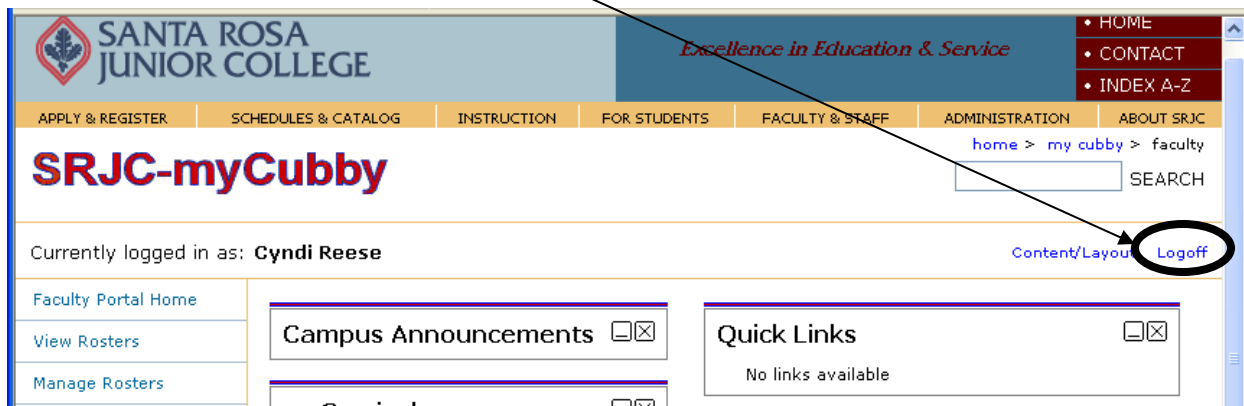 SANTA ROSA
JUNIOR COLLEGE
Excellence in Education & Service
• HOME
• CONTACT
• INDEX A-Z
APPLY & REGISTER SCHEDULES & CATALOG INSTRUCTION FOR STUDENTS FACULTY & STAFF ADMINISTRATION ABOUT SRJC
home > my cubby > faculty
SRJC-myCubby
SEARCH
Currently logged in as: Cyndi Reese
Content/Layout Logoff
Faculty Portal Home
View Rosters
Manage Rosters
Campus Announcements
Quick Links
No links available